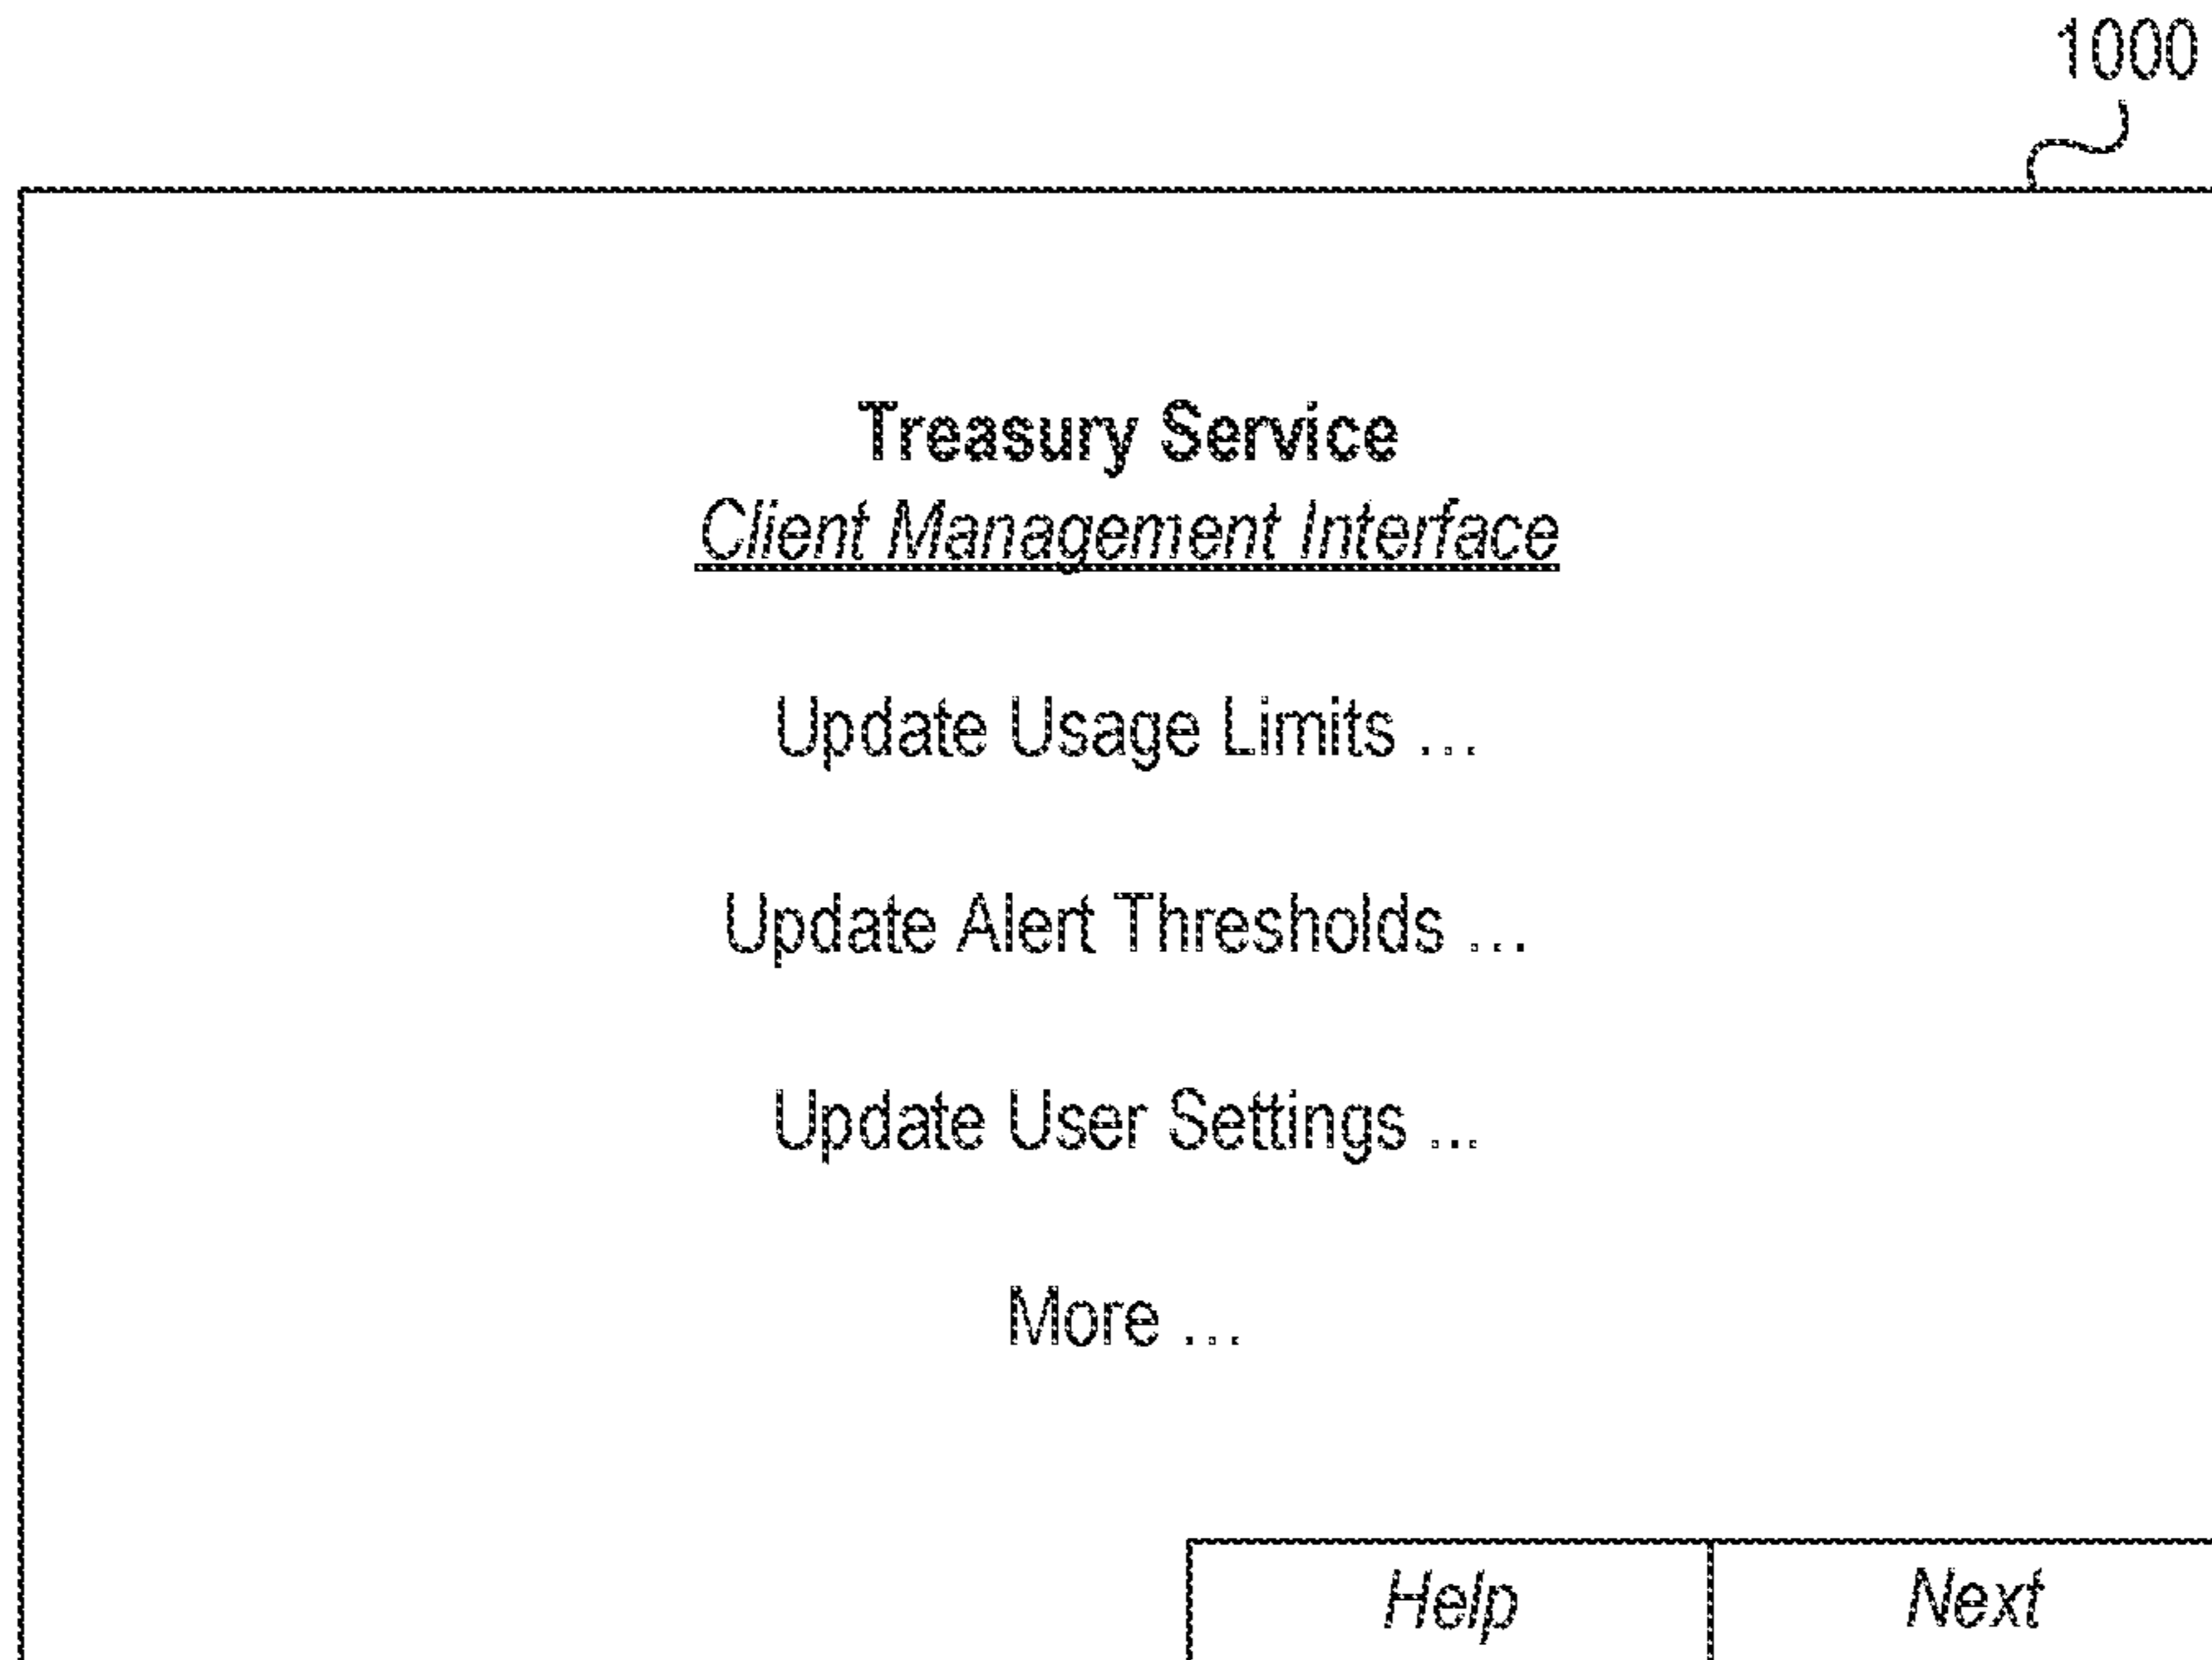 1000
Treasury Service
Client Management Interface
Update Usage Limits ...
Update Alert Thresholds ...
Update User Settings ...
More ...
Help Next